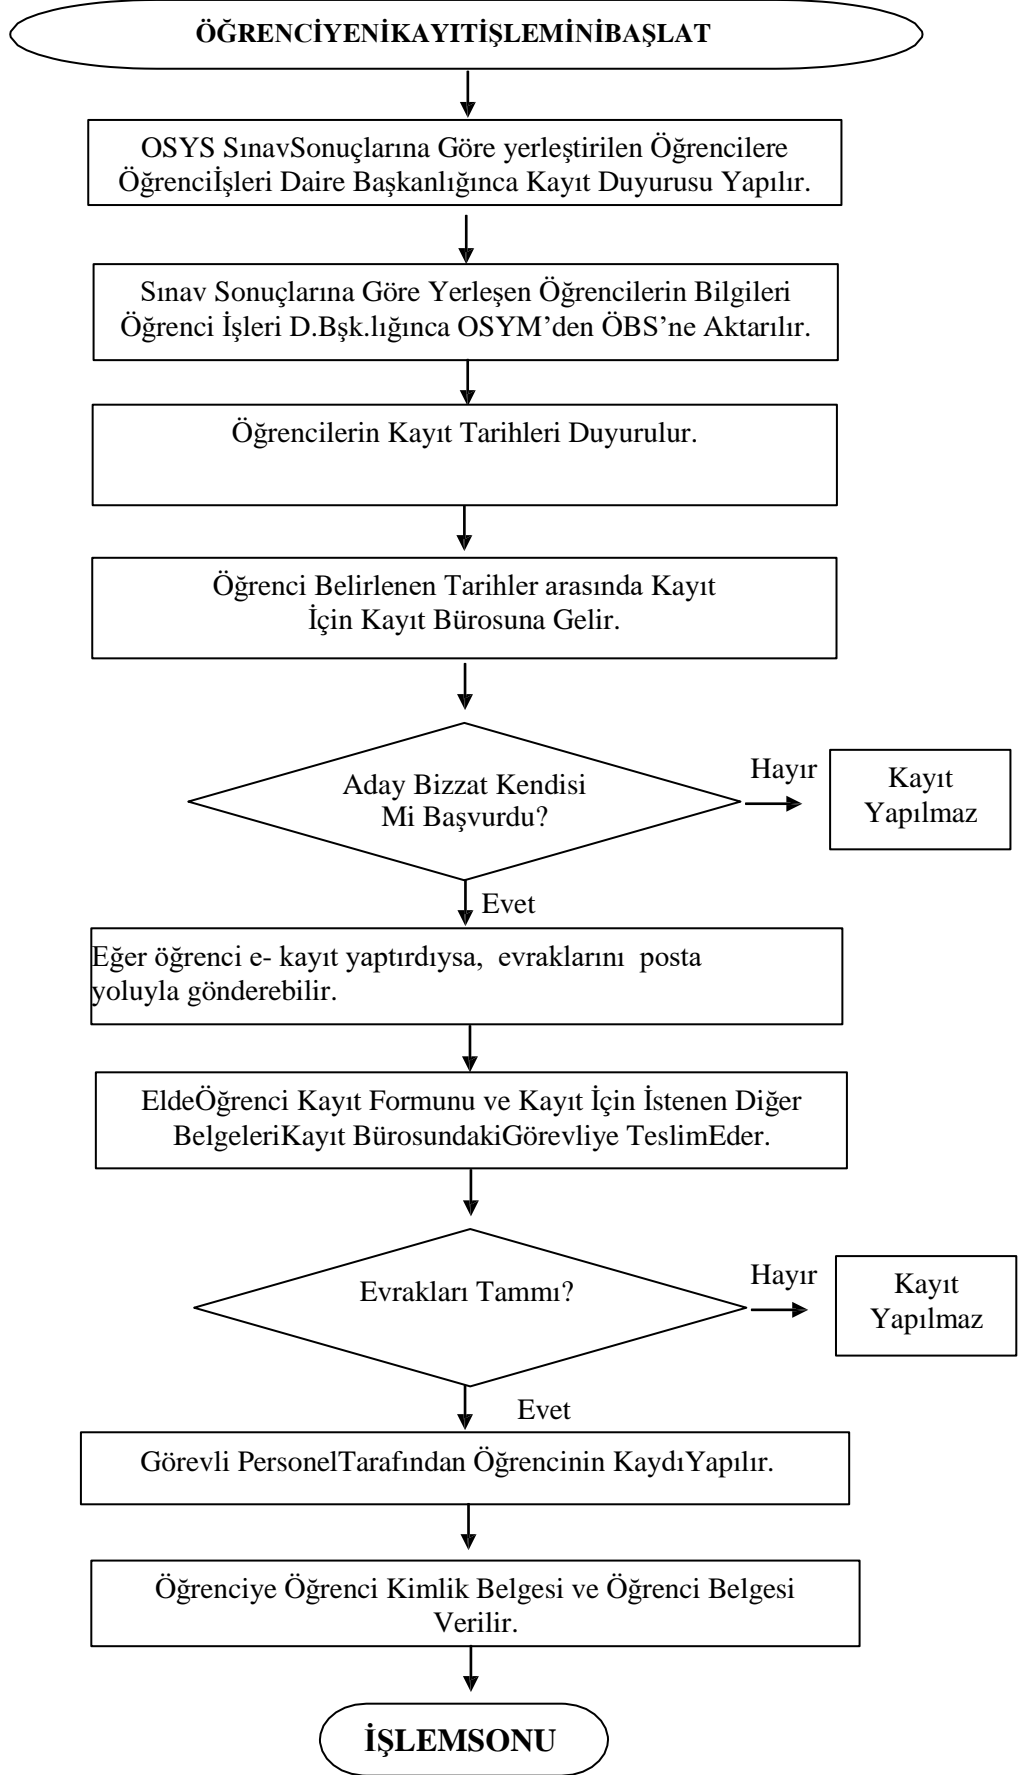 ÖĞRENCİYENİKAYITİŞLEMİNİBAŞLAT
OSYS SınavSonuçlarına Göre yerleştirilen Öğrencilere
Öğrenciİşleri Daire Başkanlığınca Kayıt Duyurusu Yapılır.
Sınav Sonuçlarına Göre Yerleşen Öğrencilerin Bilgileri
Öğrenci İşleri D.Bşk.lığınca OSYM’den ÖBS’ne Aktarılır.
Öğrencilerin Kayıt Tarihleri Duyurulur.
Öğrenci Belirlenen Tarihler arasında Kayıt
İçin Kayıt Bürosuna Gelir.
Aday Bizzat Kendisi
Mi Başvurdu?
Hayır
Kayıt
Yapılmaz
Evet
Eğer öğrenci e- kayıt yaptırdıysa, evraklarını posta
yoluyla gönderebilir.
EldeÖğrenci Kayıt Formunu ve Kayıt İçin İstenen Diğer
BelgeleriKayıt BürosundakiGörevliye TeslimEder.
Evrakları Tammı?
Hayır
Kayıt
Yapılmaz
Evet
Görevli PersonelTarafından Öğrencinin KaydıYapılır.
Öğrenciye Öğrenci Kimlik Belgesi ve Öğrenci Belgesi
Verilir.
İŞLEMSONU